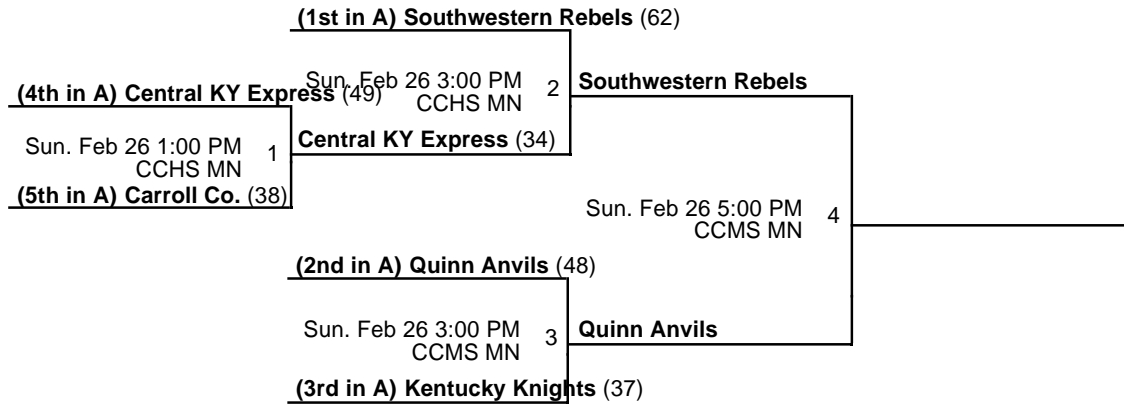 (1st in A) Southwestern Rebels (62)
Sun. Feb 26 3:00 PM
CCHS MN
2
Southwestern Rebels
(4th in A) Central KY Express (49)
Sun. Feb 26 1:00 PM
CCHS MN
1
Central KY Express (34)
(5th in A) Carroll Co. (38)
Sun. Feb 26 5:00 PM
CCMS MN
4
(2nd in A) Quinn Anvils (48)
Sun. Feb 26 3:00 PM
CCMS MN
3
Quinn Anvils
(3rd in A) Kentucky Knights (37)